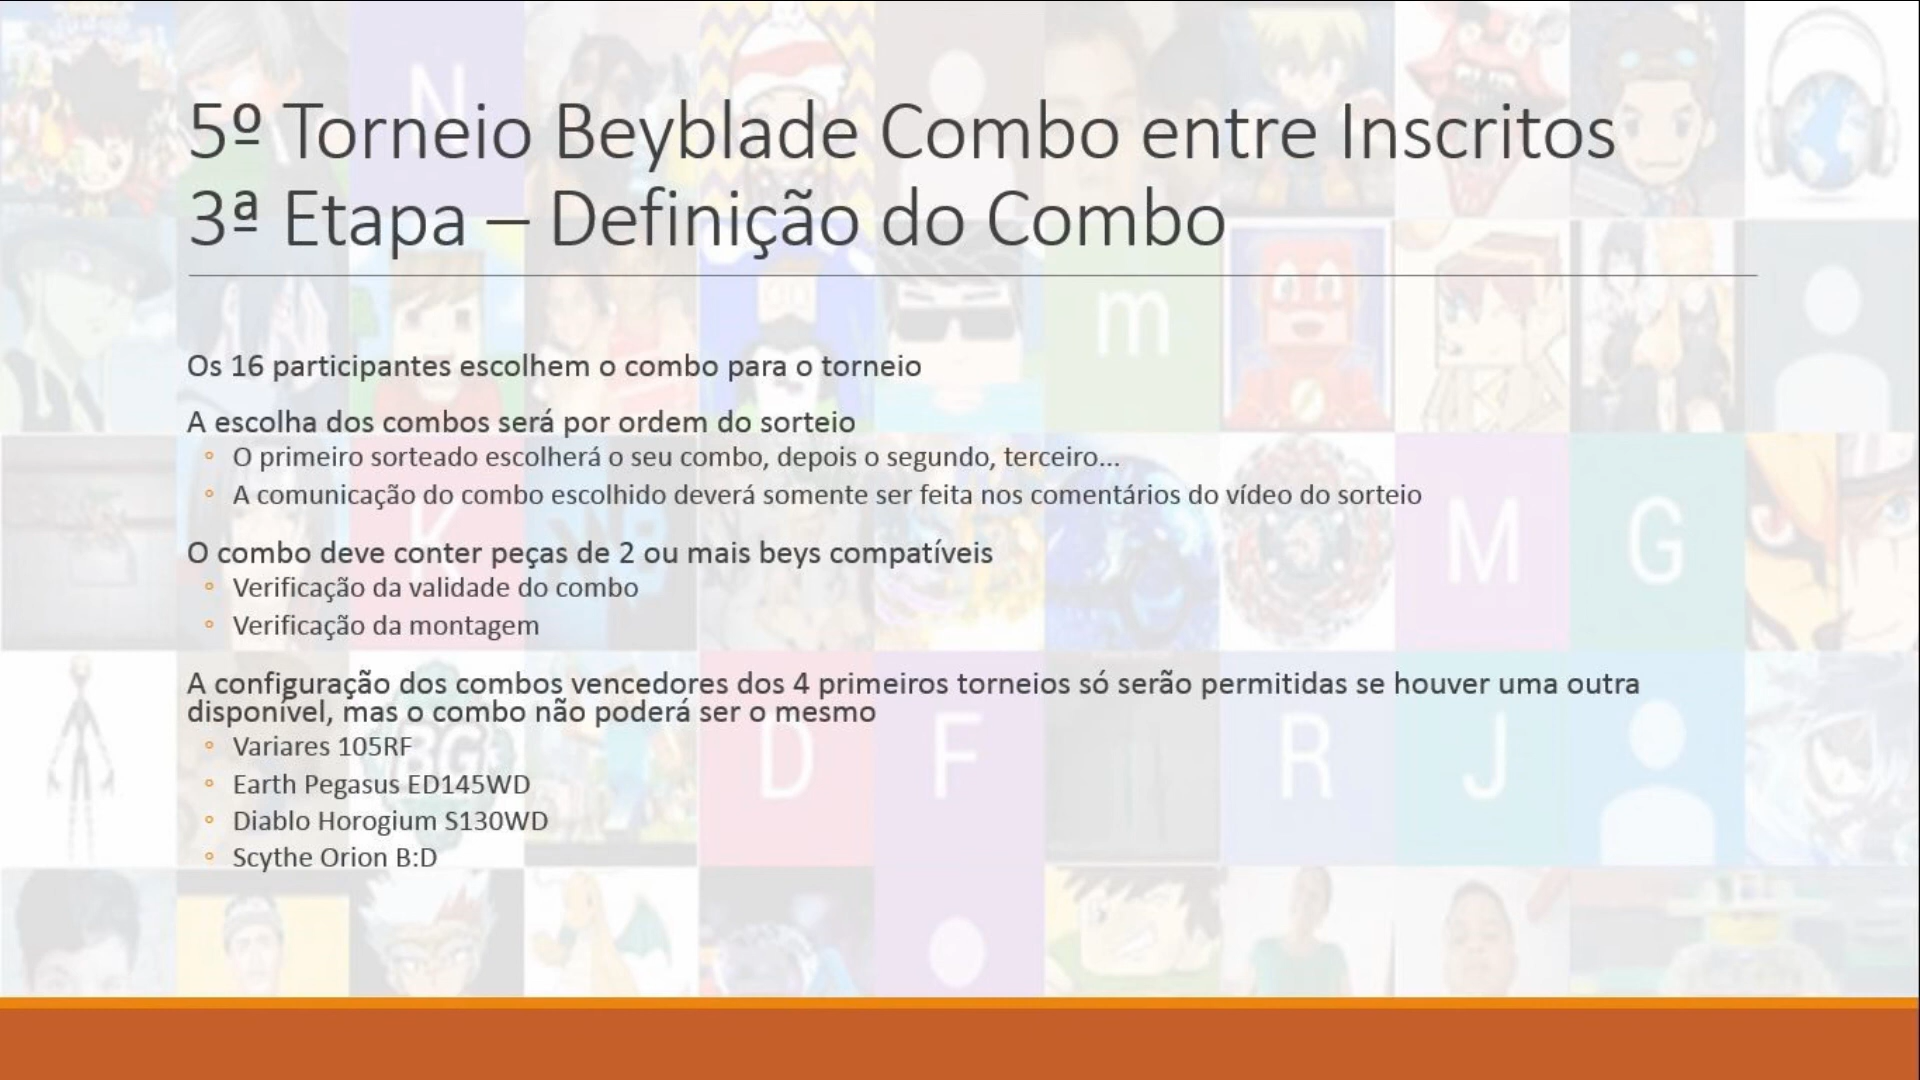 5º Torneio Beyblade Combo entre Inscritos
3ª Etapa – Definição do Combo
Os 16 participantes escolhem o combo para o torneio
A escolha dos combos será por ordem do sorteio
O primeiro sorteado escolherá o seu combo, depois o segundo, terceiro...
A comunicação do combo escolhido deverá somente ser feita nos comentários do vídeo do sorteio
O combo deve conter peças de 2 ou mais beys compatíveis
Verificação da validade do combo
Verificação da montagem
A configuração dos combos vencedores dos 4 primeiros torneios só serão permitidas se houver uma outra
disponível, mas o combo não poderá ser o mesmo
Variares 105RF
Earth Pegasus ED145WD
Diablo Horogium S130WD
Scythe Orion B:D
N
m
K
M
G
D
F
R
J